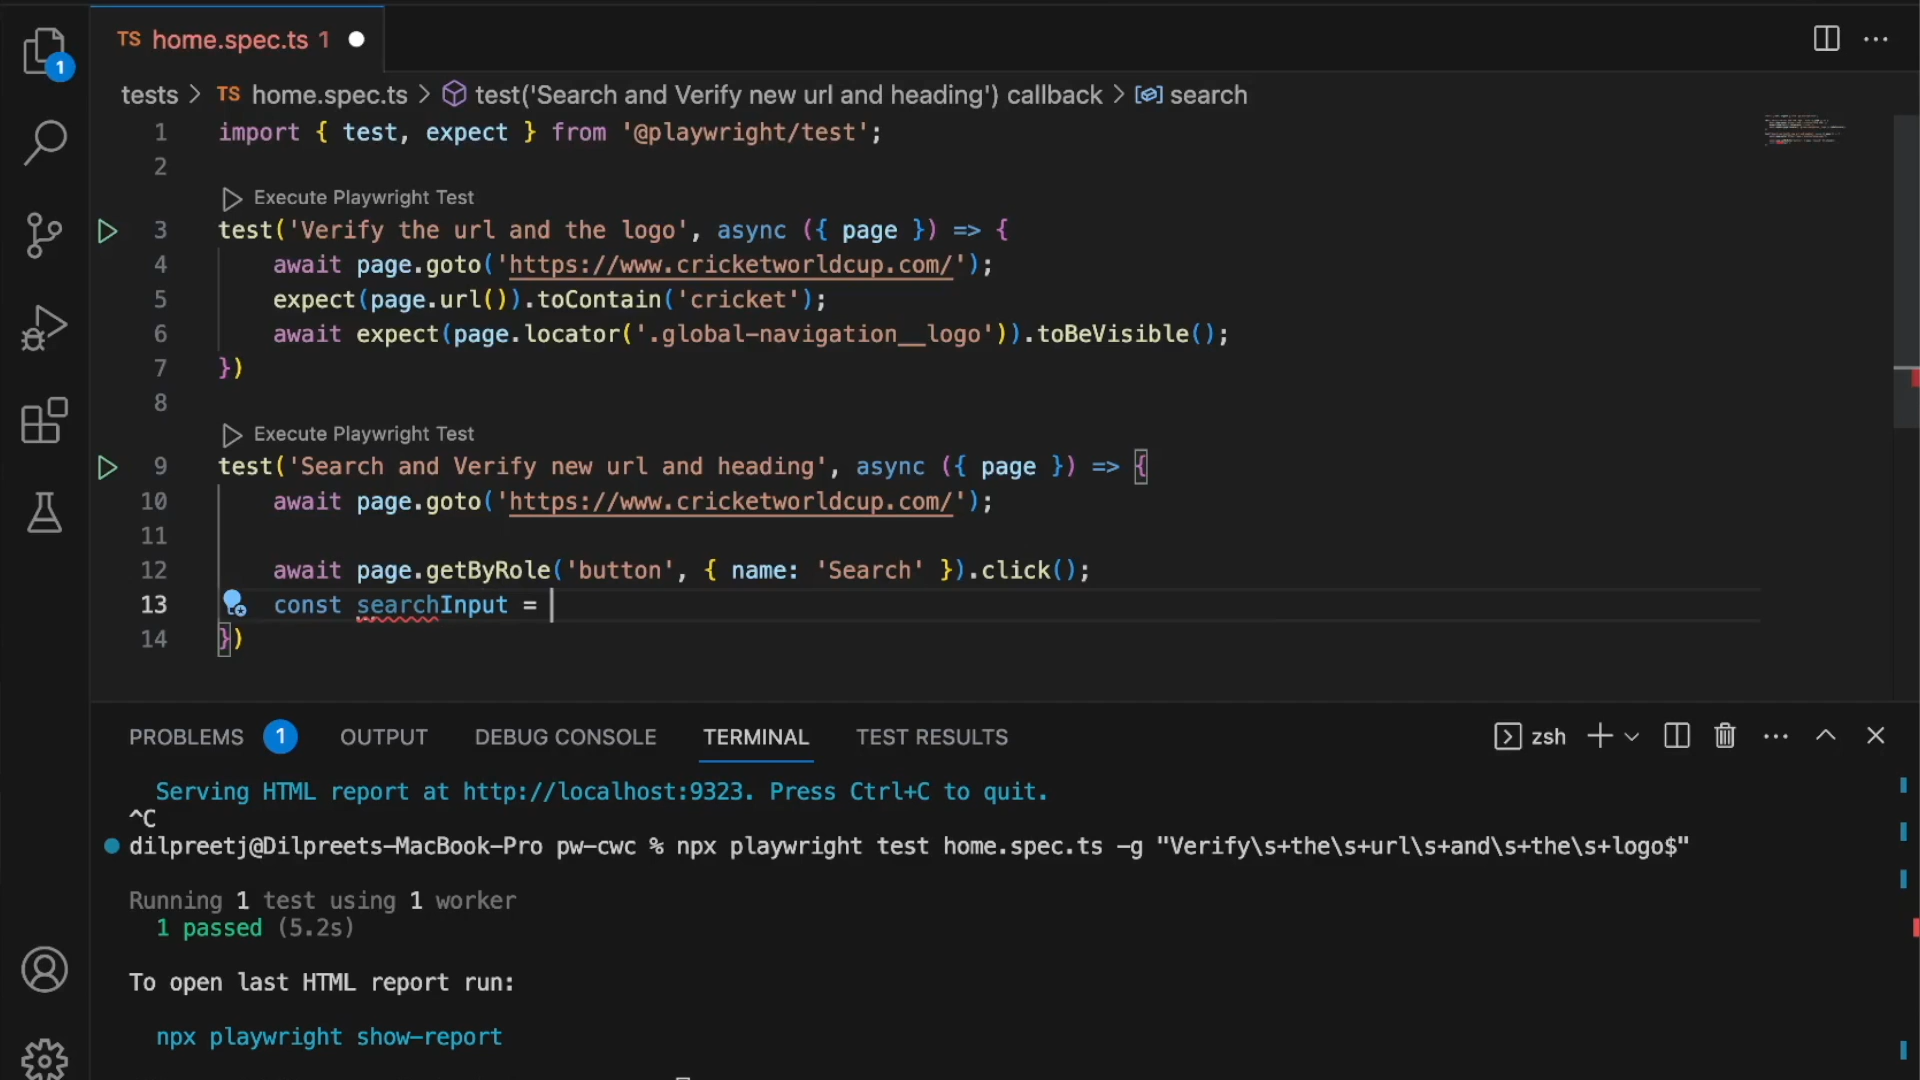 TS home.spec.ts 1
1
tests > TS home.spec.ts > test('Search and Verify new url and heading') callback > search
1 import { test, expect } from '@playwright/test';
2
Execute Playwright Test
3 test('Verify the url and the logo', async ({ page }) => {
4 await page.goto('https://www.cricketworldcup.com/');
5 expect(page.url()).toContain('cricket');
6 await expect(page.locator('.global-navigation__logo')).toBeVisible();
7 })
8
Execute Playwright Test
9 test('Search and Verify new url and heading', async ({ page }) => {
10 await page.goto('https://www.cricketworldcup.com/');
11
12 await page.getByRole('button', { name: 'Search' }).click();
13 const searchInput =
14 })
PROBLEMS 1 OUTPUT DEBUG CONSOLE TERMINAL TEST RESULTS zsh
Serving HTML report at http://localhost:9323. Press Ctrl+C to quit.
^C
dilpreetj@Dilpreets-MacBook-Pro pw-cwc % npx playwright test home.spec.ts -g "Verify\s+the\s+url\s+and\s+the\s+logo$"
Running 1 test using 1 worker
1 passed (5.2s)
To open last HTML report run:
npx playwright show-report